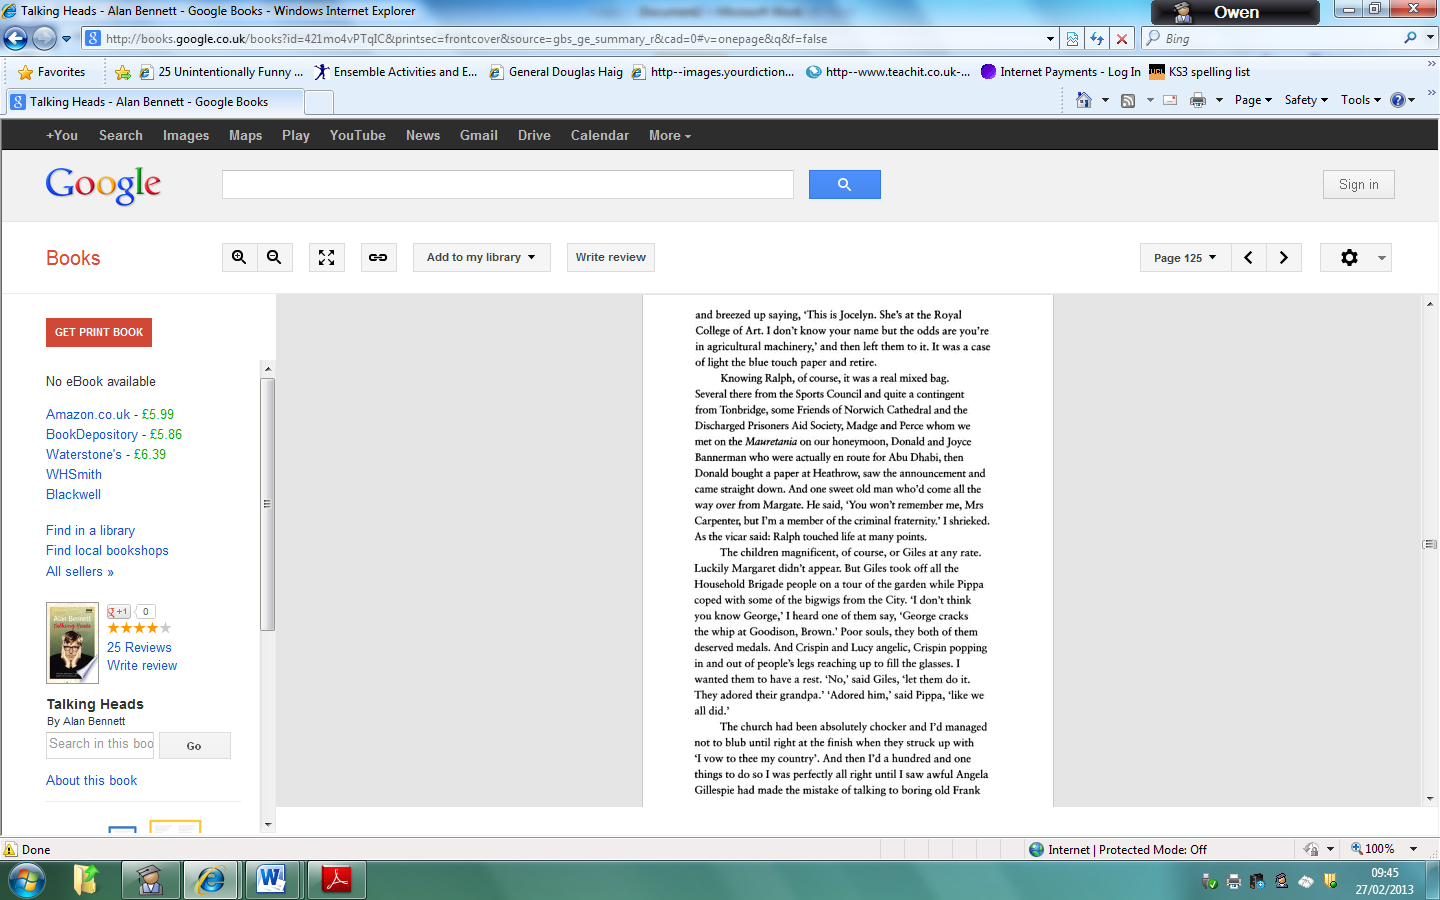 Talking Heads - Alan Bennett - Google Books - Windows Internet Explorer
Owen
http://books.google.co.uk/books?id=421mo4vPTqIC&printsec=frontcover&source=gbs_ge_summary_r&cad=0#v=onepage&q&f=false
Bing
Favorites
25 Unintentionally Funny ...
Ensemble Activities and E...
General Douglas Haig
http--images.yourdiction...
http--www.teachit.co.uk-...
Internet Payments - Log In
KS3 spelling list
Talking Heads - Alan Bennett - Google Books
Page
Safety
Tools
+You Search Images Maps Play YouTube News Gmail Drive Calendar More
Google
Sign in
Books
Add to my library
Write review
Page 125
GET PRINT BOOK
No eBook available
Amazon.co.uk - £5.99
BookDepository - £5.86
Waterstone's - £6.39
WHSmith
Blackwell
Find in a library
Find local bookshops
All sellers »
Alan Bennett
Talking Heads
+1
0
25 Reviews
Write review
Talking Heads
By Alan Bennett
Search in this boo
Go
About this book
and breezed up saying, ‘This is Jocelyn. She’s at the Royal
College of Art. I don’t know your name but the odds are you’re
in agricultural machinery,’ and then left them to it. It was a case
of light the blue touch paper and retire.
Knowing Ralph, of course, it was a real mixed bag.
Several there from the Sports Council and quite a contingent
from Tonbridge, some Friends of Norwich Cathedral and the
Discharged Prisoners Aid Society, Madge and Perce whom we
met on the Mauretania on our honeymoon, Donald and Joyce
Bannerman who were actually en route for Abu Dhabi, then
Donald bought a paper at Heathrow, saw the announcement and
came straight down. And one sweet old man who’d come all the
way over from Margate. He said, ‘You won’t remember me, Mrs
Carpenter, but I’m a member of the criminal fraternity.’ I shrieked.
As the vicar said: Ralph touched life at many points.
The children magnificent, of course, or Giles at any rate.
Luckily Margaret didn’t appear. But Giles took off all the
Household Brigade people on a tour of the garden while Pippa
coped with some of the bigwigs from the City. ‘I don’t think
you know George,’ I heard one of them say, ‘George cracks
the whip at Goodison, Brown.’ Poor souls, they both of them
deserved medals. And Crispin and Lucy angelic, Crispin popping
in and out of people’s legs reaching up to fill the glasses. I
wanted them to have a rest. ‘No,’ said Giles, ‘let them do it.
They adored their grandpa.’ ‘Adored him,’ said Pippa, ‘like we
all did.’
The church had been absolutely chocker and I’d managed
not to blub until right at the finish when they struck up with
‘I vow to thee my country’. And then I’d a hundred and one
things to do so I was perfectly all right until I saw awful Angela
Gillespie had made the mistake of talking to boring old Frank
Done
Internet | Protected Mode: Off
100%
09:45
27/02/2013